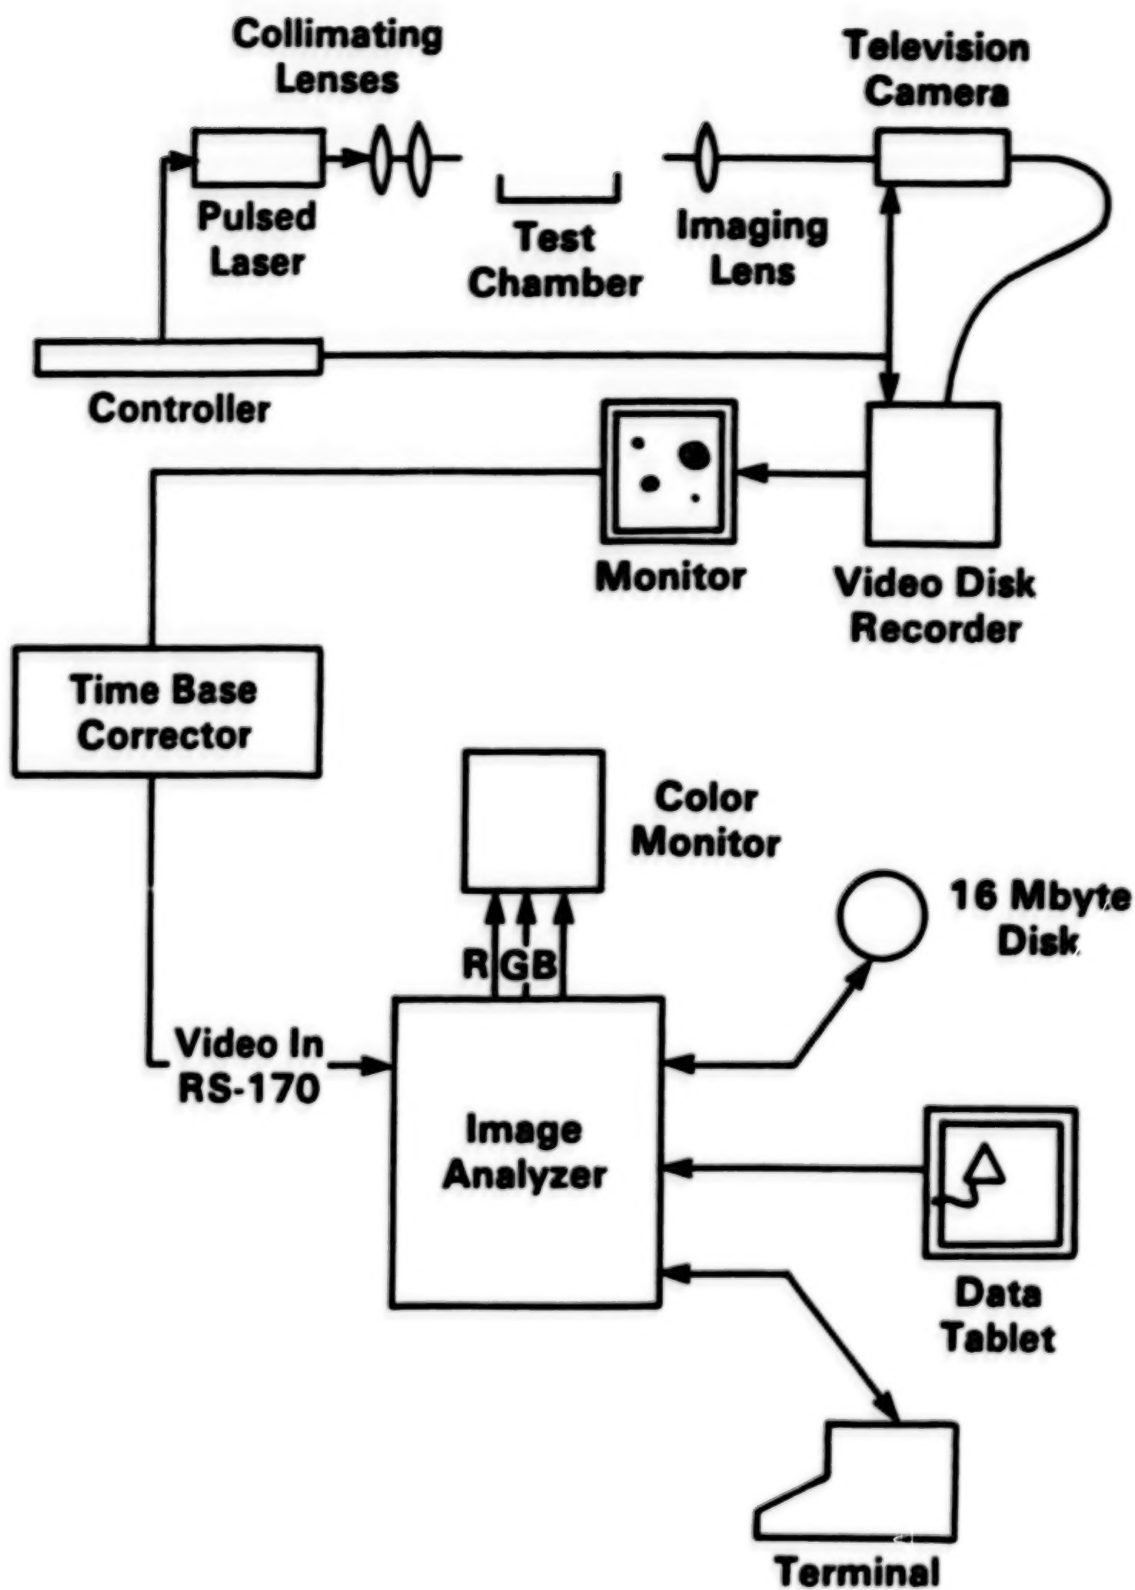 Collimating
Lenses
Television
Camera
Pulsed
Laser
Test
Chamber
Imaging
Lens
Controller
Monitor
Video Disk
Recorder
Time Base
Corrector
Color
Monitor
16 Mbyte
Disk
R G B
Video In
RS-170
Image
Analyzer
Data
Tablet
Terminal